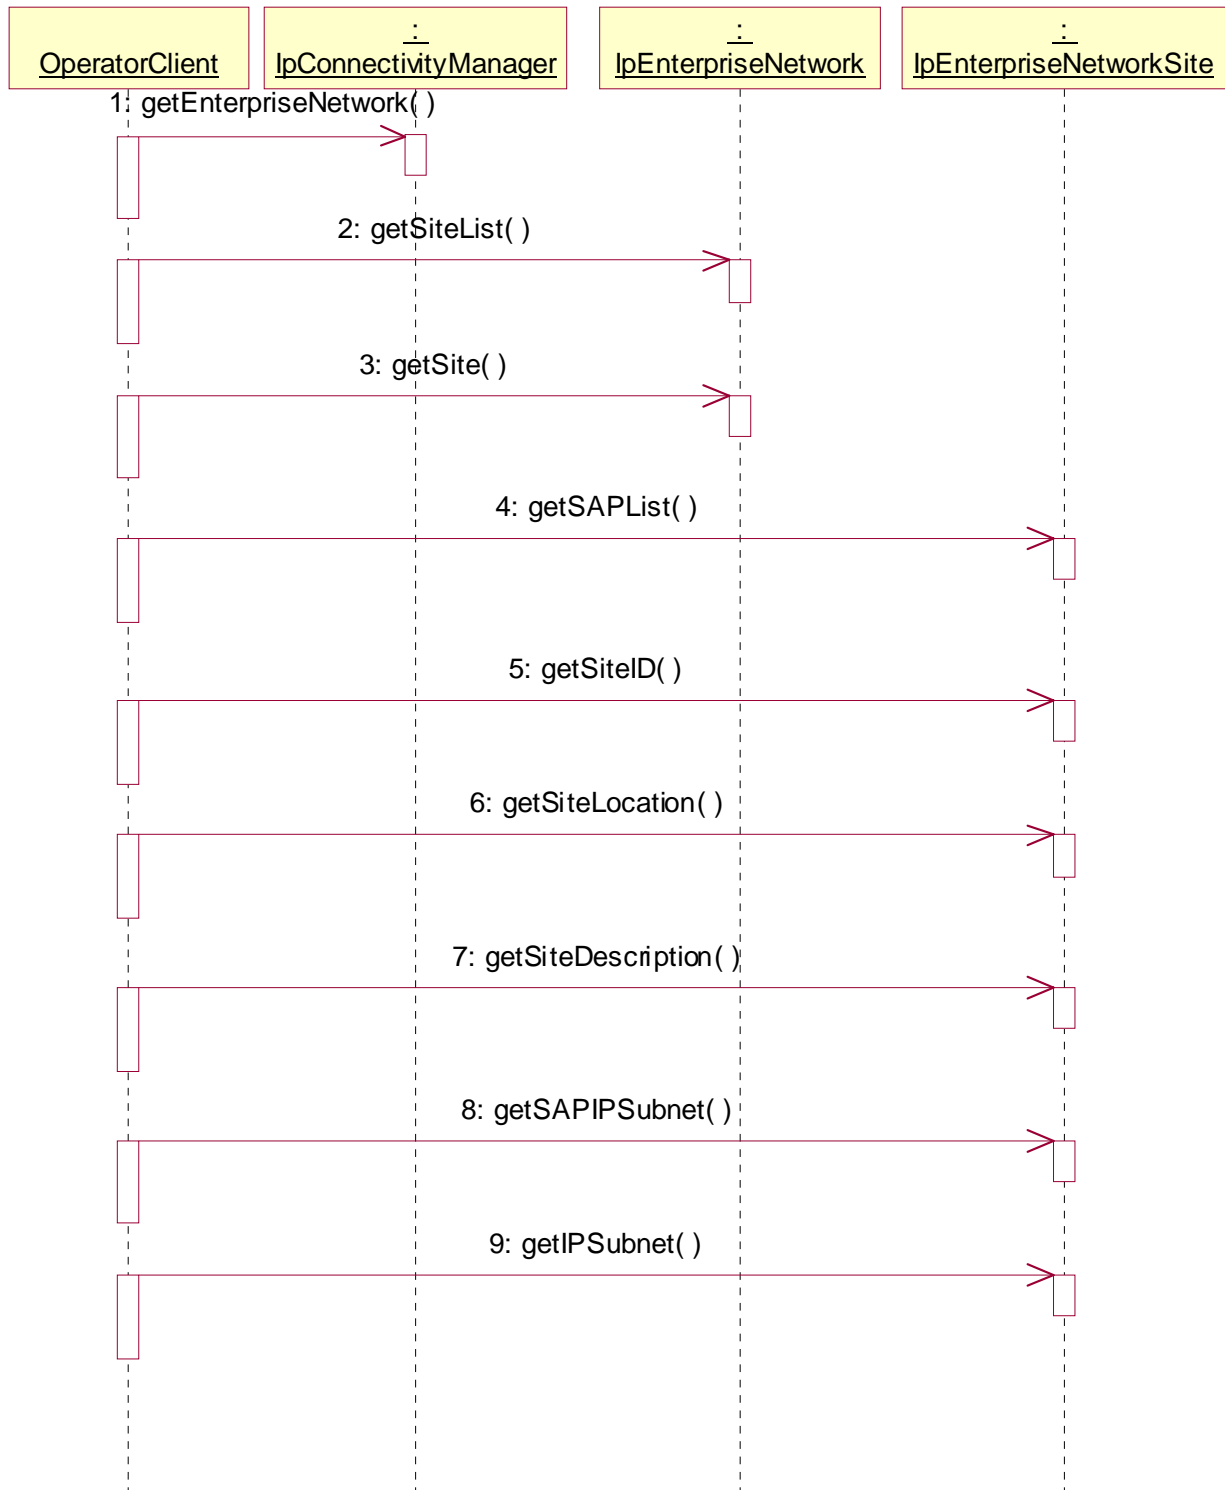 OperatorClient
:
IpConnectivityManager
:
IpEnterpriseNetwork
:
IpEnterpriseNetworkSite
1: getEnterpriseNetwork( )
2: getSiteList( )
3: getSite( )
4: getSAPList( )
5: getSiteID( )
6: getSiteLocation( )
7: getSiteDescription( )
8: getSAPIPSubnet( )
9: getIPSubnet( )